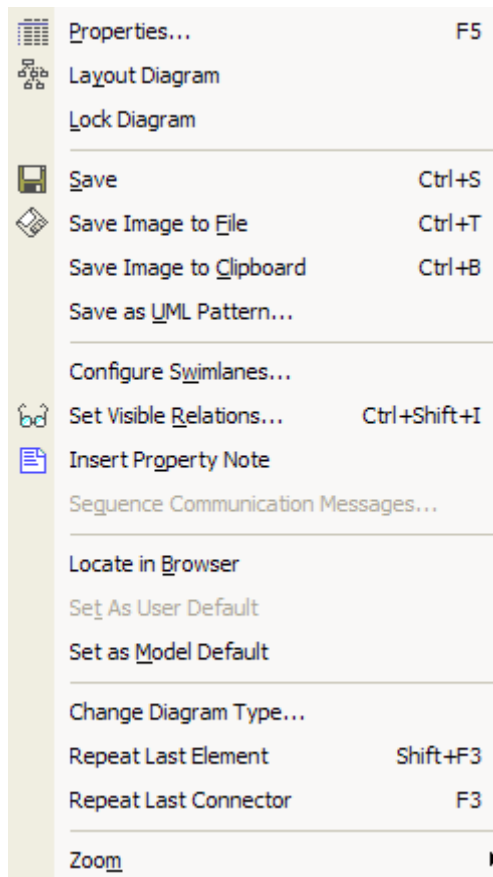 Properties... F5
Layout Diagram
Lock Diagram
Save Ctrl+S
Save Image to File Ctrl+T
Save Image to Clipboard Ctrl+B
Save as UML Pattern...
Configure Swimlanes...
Set Visible Relations... Ctrl+Shift+I
Insert Property Note
Sequence Communication Messages...
Locate in Browser
Set As User Default
Set as Model Default
Change Diagram Type...
Repeat Last Element Shift+F3
Repeat Last Connector F3
Zoom